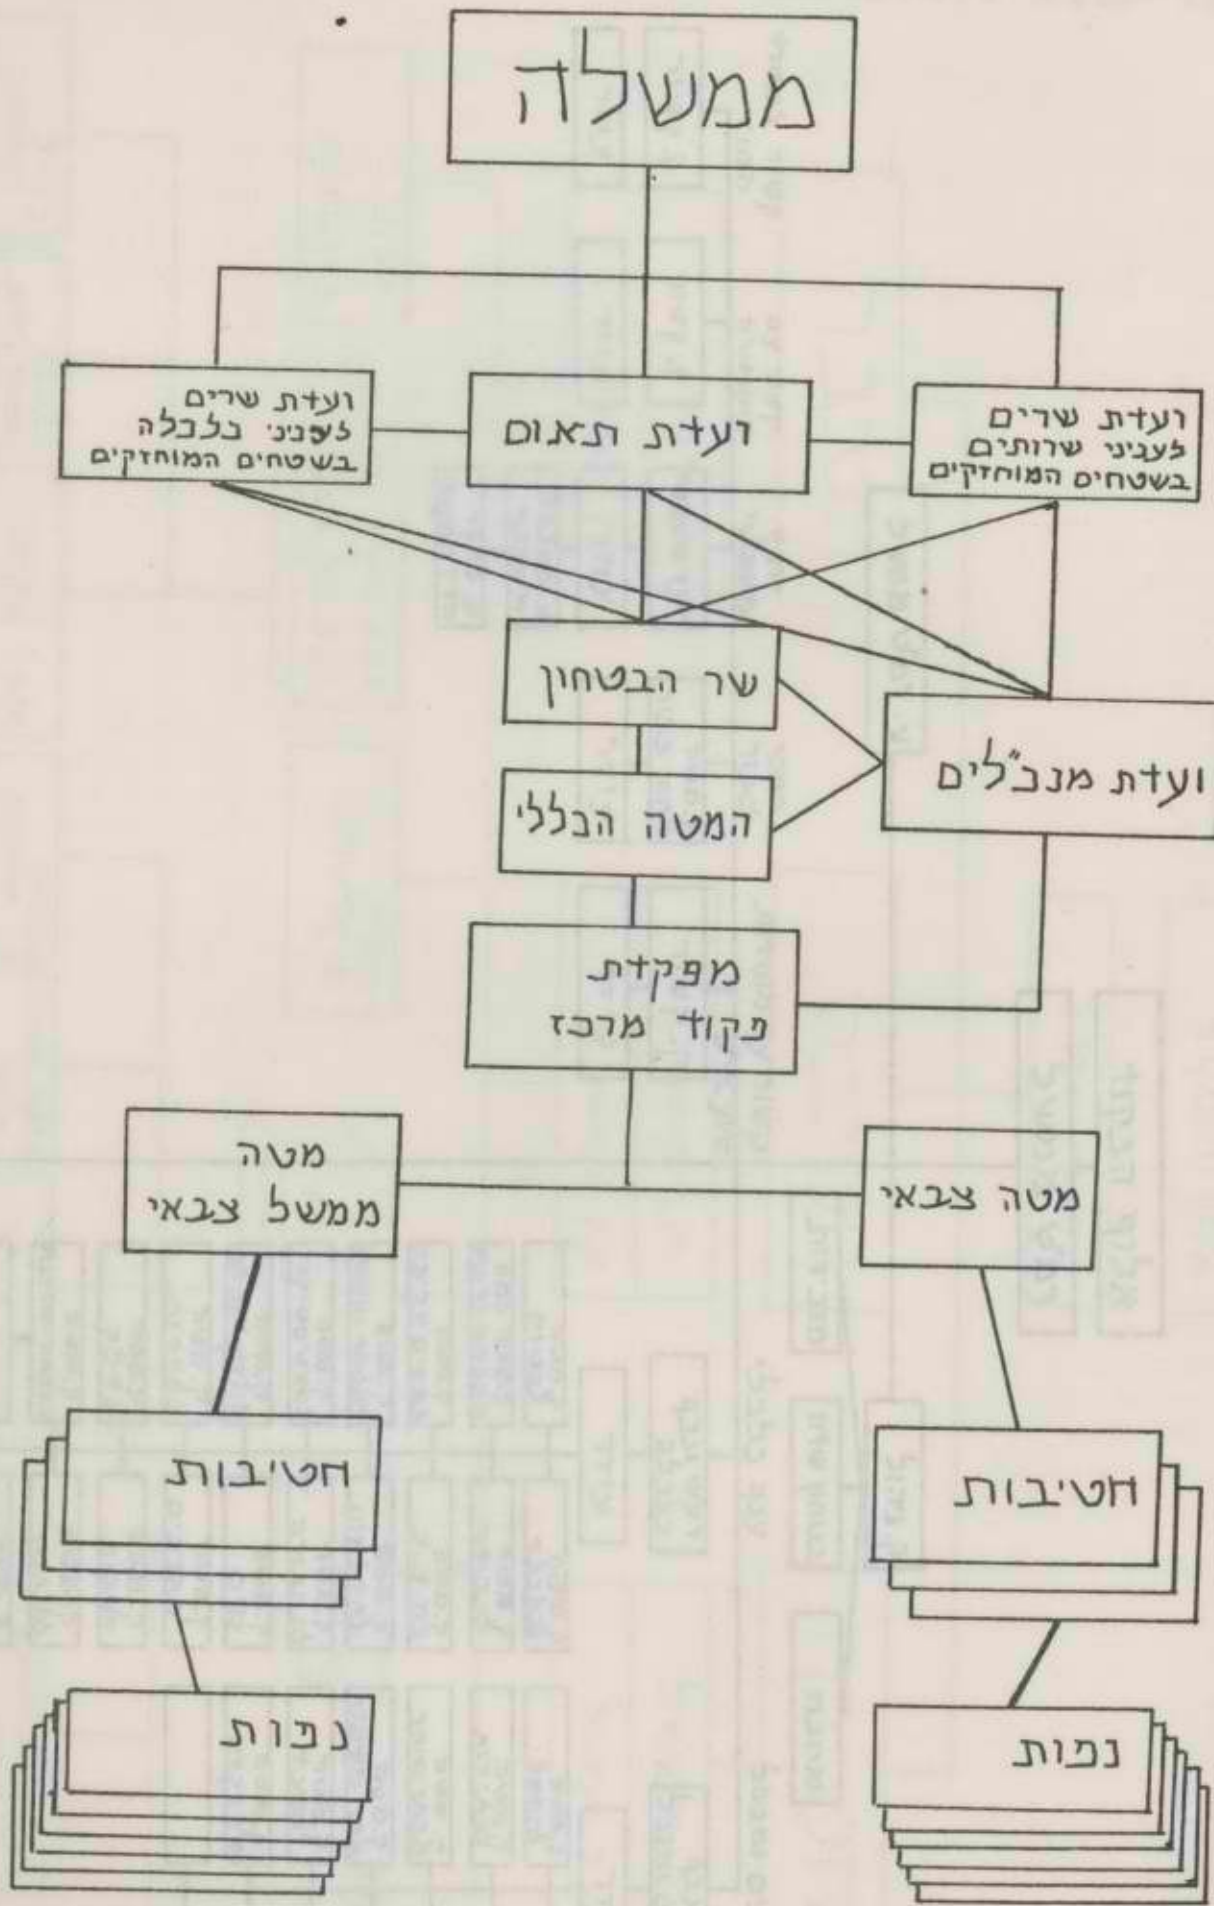 ממשלה
ועדת שרים
לעניני שרותים
בשטחים המוחזקים
ועדת תאום
ועדת שרים
לעניני כלכלה
בשטחים המוחזקים
שר הבטחון
ועדת מנכ"לים
המטה הכללי
מפקדת
פקוד מרכז
מטה צבאי
מטה
ממשל צבאי
חטיבות
חטיבות
נפות
נפות